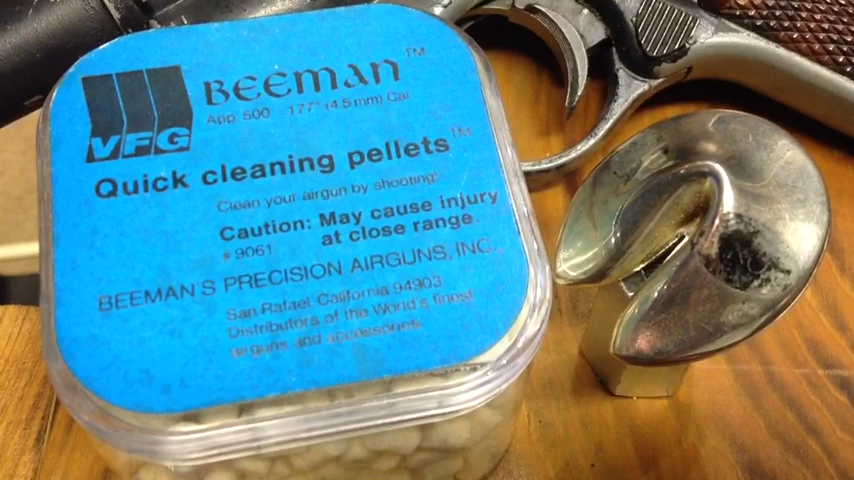 VFG
BEEMAN™
App. 500 .177" (4.5mm) Cal
Quick cleaning pellets™
Clean your airgun by shooting!
Caution: May cause injury
at close range.
# 9061
BEEMAN'S PRECISION AIRGUNS, INC.,
San Rafael, California 94903
Distributors of the World's finest
airguns and accessories.